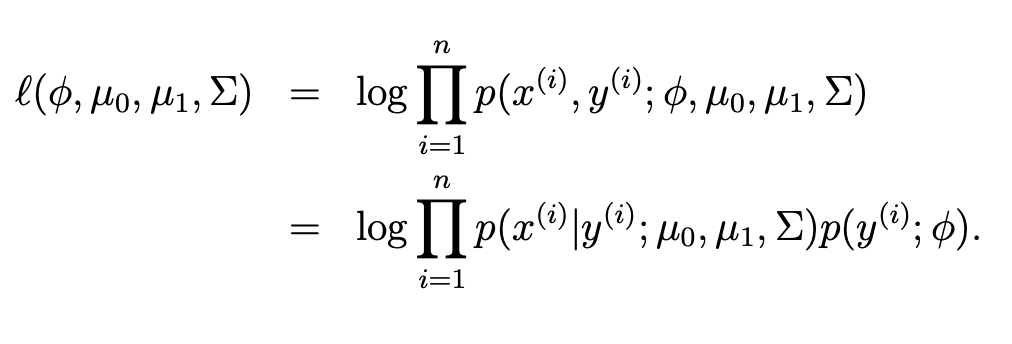 ℓ(ϕ, μ₀, μ₁, Σ) = log ∏ᵢ₌₁ⁿ p(x⁽ⁱ⁾, y⁽ⁱ⁾; ϕ, μ₀, μ₁, Σ)
= log ∏ᵢ₌₁ⁿ p(x⁽ⁱ⁾|y⁽ⁱ⁾; μ₀, μ₁, Σ)p(y⁽ⁱ⁾; ϕ).